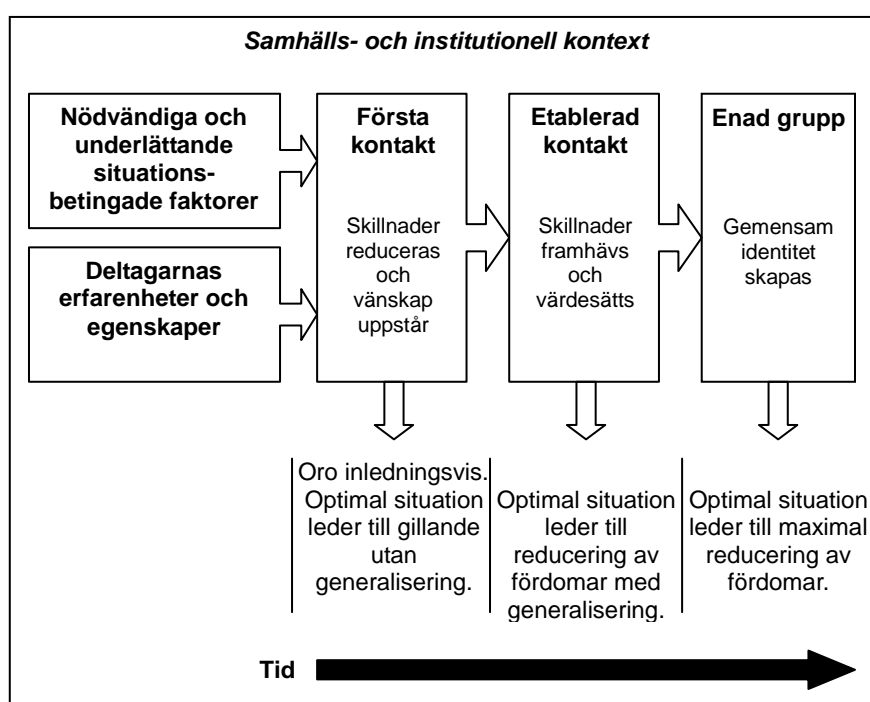 Samhälls- och institutionell kontext
Nödvändiga och
underlättande
situations-
betingade faktorer
Deltagarnas
erfarenheter och
egenskaper
Första
kontakt
Skillnader
reduceras
och
vänskap
uppstår
Etablerad
kontakt
Skillnader
framhävs
och
värdesätts
Enad grupp
Gemensam
identitet
skapas
Oro inledningsvis.
Optimal situation
leder till gillande
utan
generalisering.
Optimal situation
leder till
reducering av
fördomar med
generalisering.
Optimal situation
leder till maximal
reducering av
fördomar.
Tid